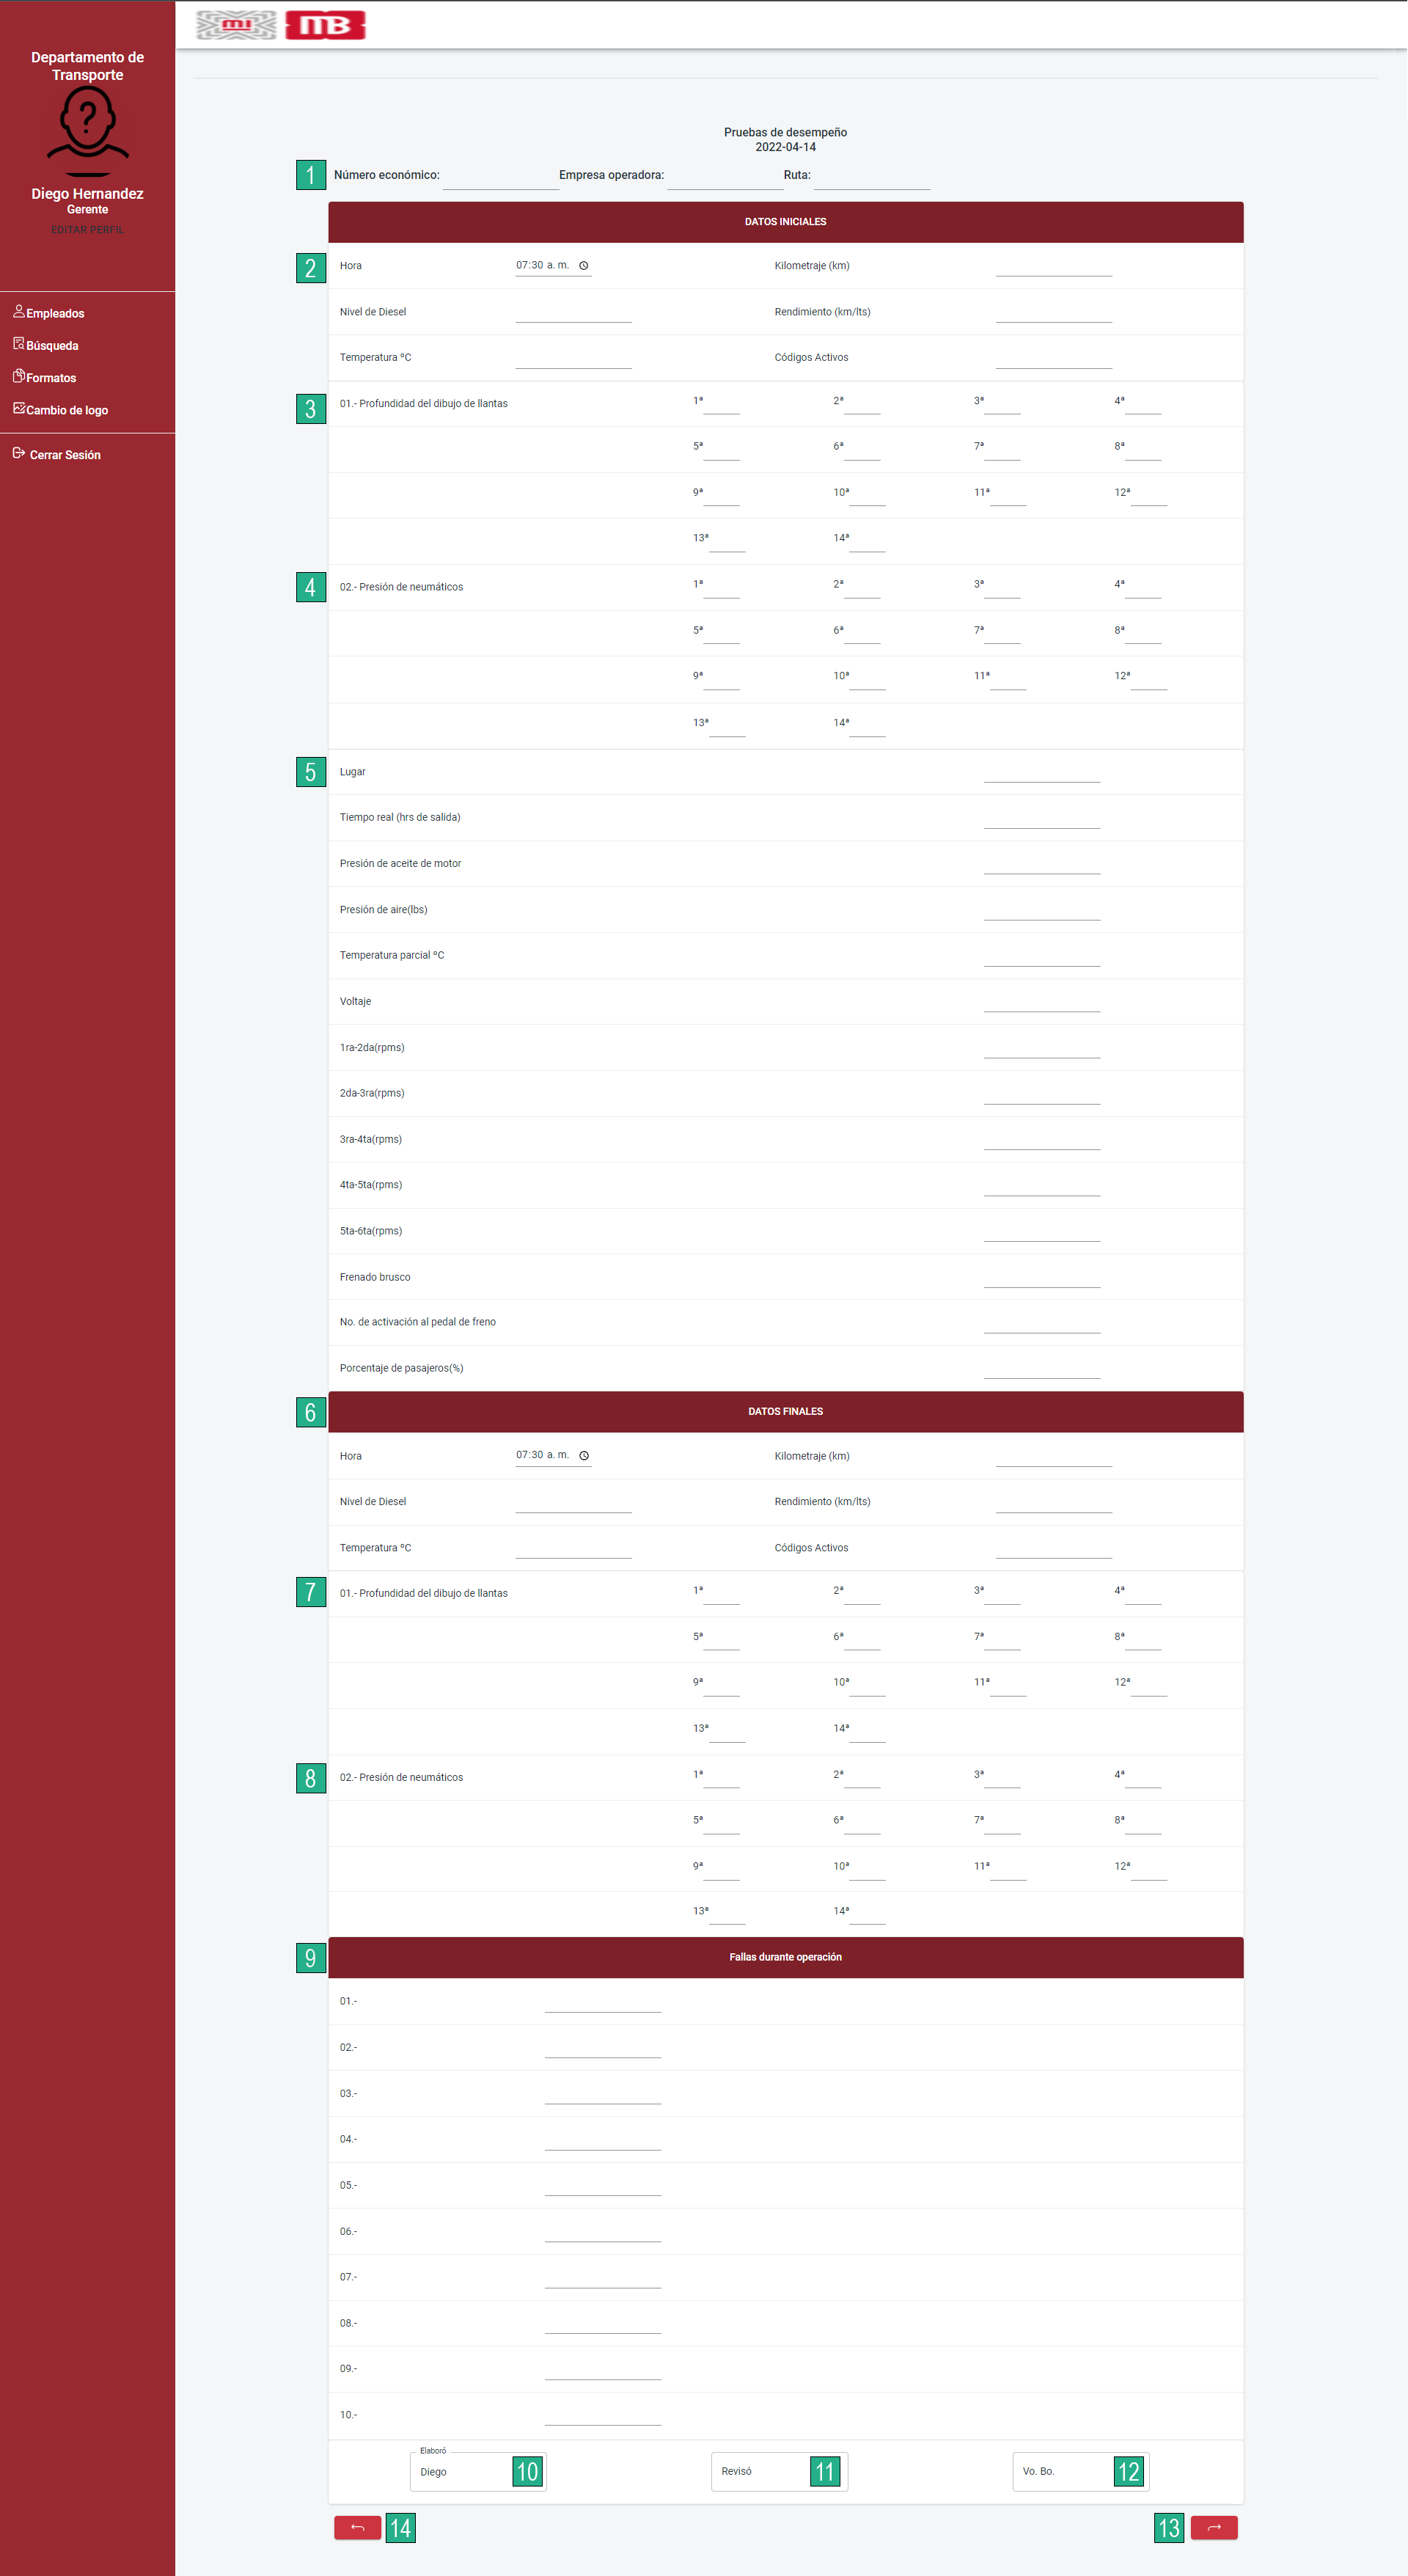 MI MB
Departamento de
Transporte
?
Diego Hernandez
Gerente
EDITAR PERFIL
Empleados
Búsqueda
Formatos
Cambio de logo
Cerrar Sesión
Pruebas de desempeño
2022-04-14
1 Número económico: Empresa operadora: Ruta:
DATOS INICIALES
2 Hora 07:30 a. m. Kilometraje (km)
Nivel de Diesel Rendimiento (km/lts)
Temperatura ºC Códigos Activos
3 01.- Profundidad del dibujo de llantas 1ª 2ª 3ª 4ª
5ª 6ª 7ª 8ª
9ª 10ª 11ª 12ª
13ª 14ª
4 02.- Presión de neumáticos 1ª 2ª 3ª 4ª
5ª 6ª 7ª 8ª
9ª 10ª 11ª 12ª
13ª 14ª
5 Lugar
Tiempo real (hrs de salida)
Presión de aceite de motor
Presión de aire(lbs)
Temperatura parcial ºC
Voltaje
1ra-2da(rpms)
2da-3ra(rpms)
3ra-4ta(rpms)
4ta-5ta(rpms)
5ta-6ta(rpms)
Frenado brusco
No. de activación al pedal de freno
Porcentaje de pasajeros(%)
6 DATOS FINALES
Hora 07:30 a. m. Kilometraje (km)
Nivel de Diesel Rendimiento (km/lts)
Temperatura ºC Códigos Activos
7 01.- Profundidad del dibujo de llantas 1ª 2ª 3ª 4ª
5ª 6ª 7ª 8ª
9ª 10ª 11ª 12ª
13ª 14ª
8 02.- Presión de neumáticos 1ª 2ª 3ª 4ª
5ª 6ª 7ª 8ª
9ª 10ª 11ª 12ª
13ª 14ª
9 Fallas durante operación
01.-
02.-
03.-
04.-
05.-
06.-
07.-
08.-
09.-
10.-
Elaboró
Diego 10 Revisó 11 Vo. Bo. 12
14 13